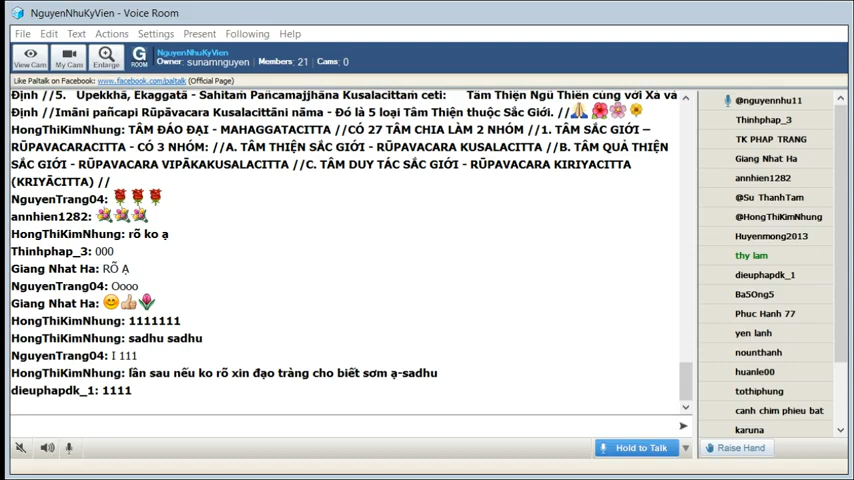 NguyenNhuKyVien - Voice Room
File Edit Text Actions Settings Present Following Help
View Cam My Cam Enlarge G ROOM NguyenNhuKyVien
Owner: sunamnguyen | Members: 21 | Cams: 0
Like Paltalk on Facebook: www.facebook.com/paltalk (Official Page)
Định //5. Upekkhā, Ekaggatā - Sahitaṃ Pañcamajjhāna Kusalacittaṃ ceti: Tâm Thiện Ngũ Thiền cùng với Xả và
Định //Imāni pañcapi Rūpāvacara Kusalacittāni nāma - Đó là 5 loại Tâm Thiện thuộc Sắc Giới. //
HongThiKimNhung: TÂM ĐÁO ĐẠI - MAHAGGATACITTA //CÓ 27 TÂM CHIA LÀM 2 NHÓM //1. TÂM SẮC GIỚI –
RŪPAVACARACITTA - CÓ 3 NHÓM: //A. TÂM THIỆN SẮC GIỚI - RŪPAVACARA KUSALACITTA //B. TÂM QUẢ THIỆN
SẮC GIỚI - RŪPAVACARA VIPĀKAKUSALACITTA //C. TÂM DUY TÁC SẮC GIỚI - RŪPAVACARA KIRIYACITTA
(KRIYĀCITTA) //
NguyenTrang04:
annhien1282:
HongThiKimNhung: rõ ko ạ
Thinhphap_3: 000
Giang Nhat Ha: RÕ Ạ
NguyenTrang04: Oooo
Giang Nhat Ha:
HongThiKimNhung: 1111111
HongThiKimNhung: sadhu sadhu
NguyenTrang04: I 111
HongThiKimNhung: lần sau nếu ko rõ xin đạo tràng cho biết sơm ạ-sadhu
dieuphapdk_1: 1111
Hold to Talk
@nguyennhu11
Thinhphap_3
TK PHAP TRANG
Giang Nhat Ha
annhien1282
@Su ThanhTam
@HongThiKimNhung
Huyenmong2013
thy lam
dieuphapdk_1
BaSOng5
Phuc Hanh 77
yen lanh
nounthanh
huanle00
tothiphung
canh chim phieu bat
karuna
Raise Hand